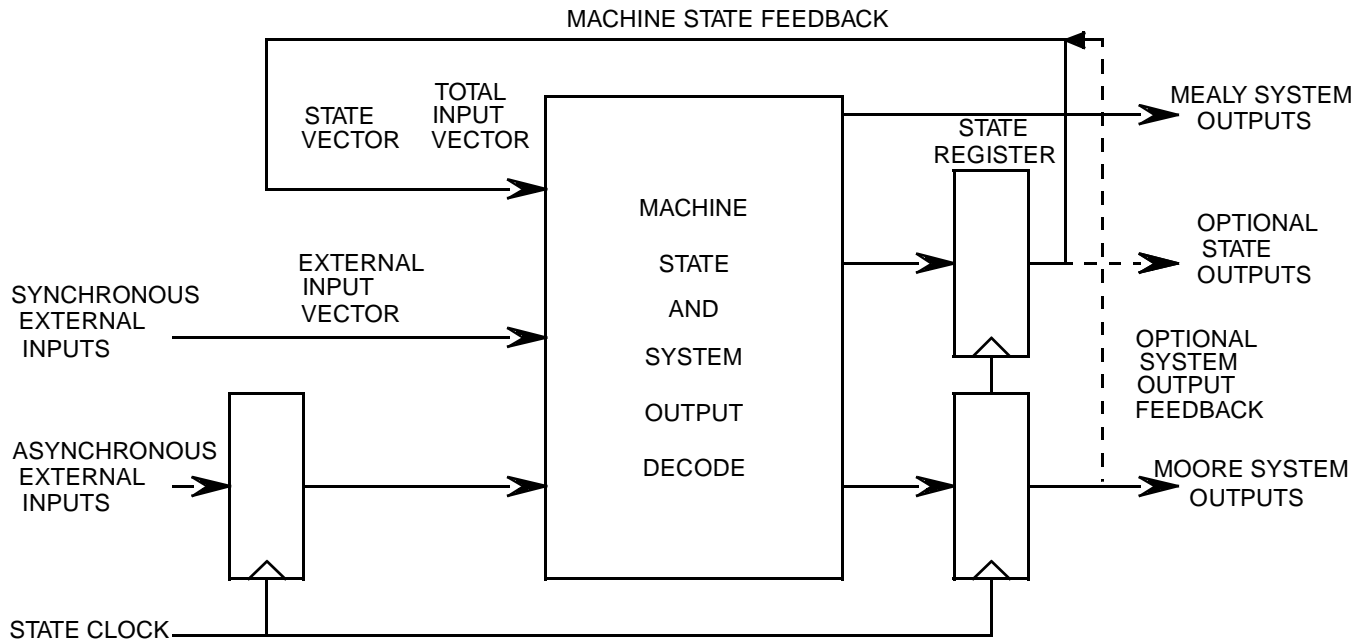 MACHINE STATE FEEDBACK
STATE
VECTOR
TOTAL
INPUT
VECTOR
MEALY SYSTEM
OUTPUTS
STATE
REGISTER
MACHINE
STATE
AND
SYSTEM
OUTPUT
DECODE
OPTIONAL
STATE
OUTPUTS
EXTERNAL
INPUT
VECTOR
SYNCHRONOUS
EXTERNAL
INPUTS
OPTIONAL
SYSTEM
OUTPUT
FEEDBACK
ASYNCHRONOUS
EXTERNAL
INPUTS
MOORE SYSTEM
OUTPUTS
STATE CLOCK